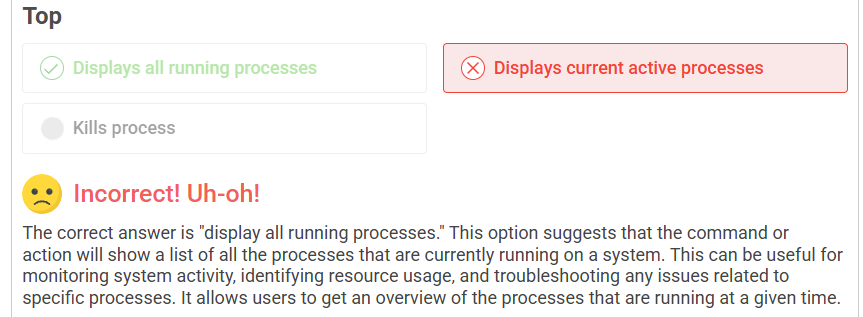 Top
Displays all running processes
Displays current active processes
Kills process
Incorrect! Uh-oh!
The correct answer is "display all running processes." This option suggests that the command or
action will show a list of all the processes that are currently running on a system. This can be useful for
monitoring system activity, identifying resource usage, and troubleshooting any issues related to
specific processes. It allows users to get an overview of the processes that are running at a given time.